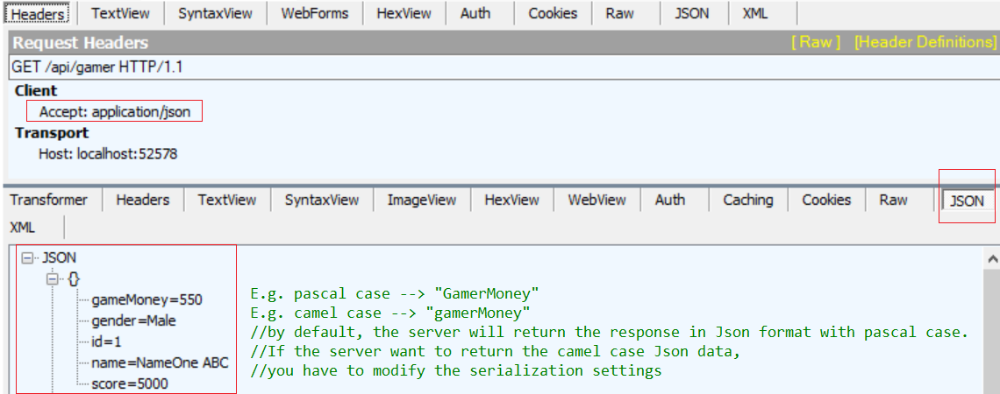 Headers TextView SyntaxView WebForms HexView Auth Cookies Raw JSON XML
Request Headers [ Raw ] [Header Definitions]
GET /api/gamer HTTP/1.1
Client
Accept: application/json
Transport
Host: localhost:52578
Transformer Headers TextView SyntaxView ImageView HexView WebView Auth Caching Cookies Raw JSON
XML
JSON
{}
gameMoney=550
gender=Male
id=1
name=NameOne ABC
score=5000
E.g. pascal case --> "GamerMoney"
E.g. camel case --> "gamerMoney"
//by default, the server will return the response in Json format with pascal case.
//If the server want to return the camel case Json data,
//you have to modify the serialization settings